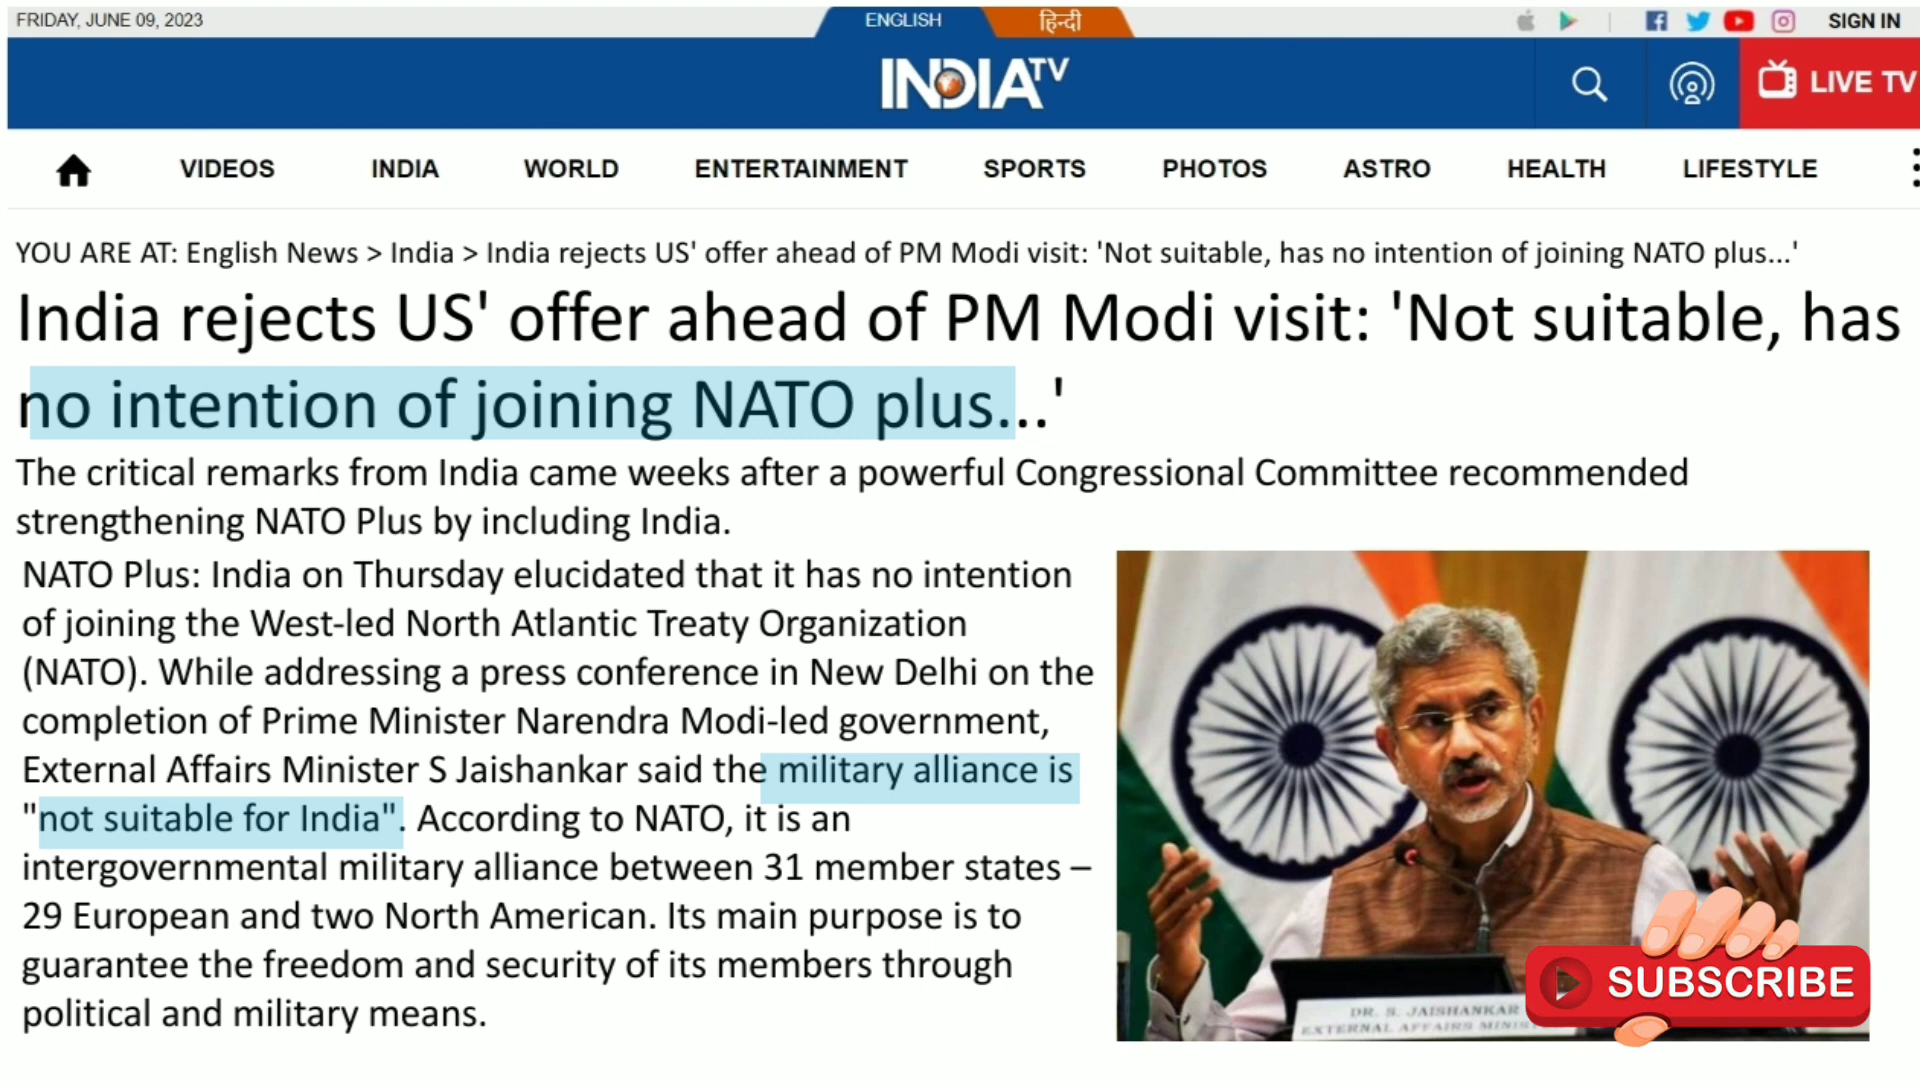 FRIDAY, JUNE 09, 2023
ENGLISH
हिन्दी
SIGN IN
INDIA TV
LIVE TV
VIDEOS
INDIA
WORLD
ENTERTAINMENT
SPORTS
PHOTOS
ASTRO
HEALTH
LIFESTYLE
YOU ARE AT: English News > India > India rejects US' offer ahead of PM Modi visit: 'Not suitable, has no intention of joining NATO plus...'
India rejects US' offer ahead of PM Modi visit: 'Not suitable, has
no intention of joining NATO plus...'
The critical remarks from India came weeks after a powerful Congressional Committee recommended
strengthening NATO Plus by including India.
NATO Plus: India on Thursday elucidated that it has no intention
of joining the West-led North Atlantic Treaty Organization
(NATO). While addressing a press conference in New Delhi on the
completion of Prime Minister Narendra Modi-led government,
External Affairs Minister S Jaishankar said the military alliance is
"not suitable for India". According to NATO, it is an
intergovernmental military alliance between 31 member states –
29 European and two North American. Its main purpose is to
guarantee the freedom and security of its members through
political and military means.
DR. S. JAISHANKAR
EXTERNAL AFFAIRS
SUBSCRIBE